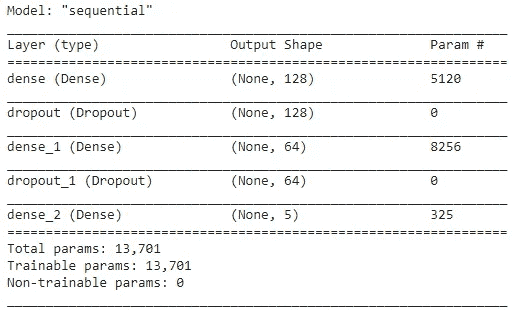 Model: "sequential"
Layer (type) Output Shape Param #
dense (Dense) (None, 128) 5120
dropout (Dropout) (None, 128) 0
dense_1 (Dense) (None, 64) 8256
dropout_1 (Dropout) (None, 64) 0
dense_2 (Dense) (None, 5) 325
Total params: 13,701
Trainable params: 13,701
Non-trainable params: 0